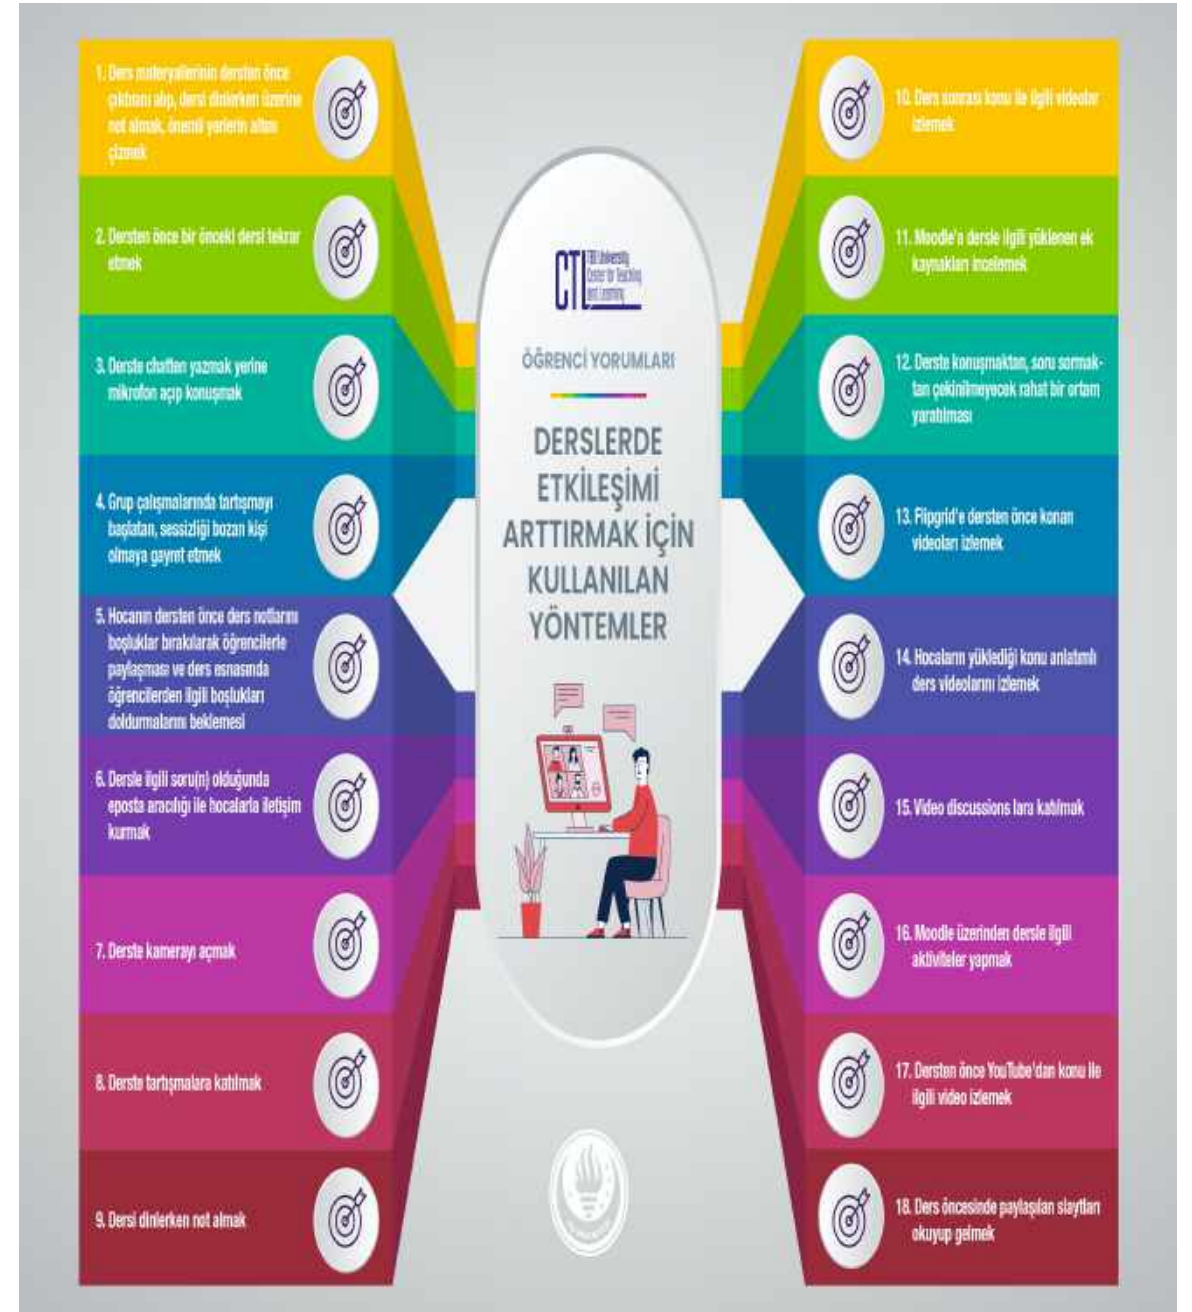 1. Ders materyallerinin dersten önce
çıktısını alıp, dersi dinlerken üzerine
not almak, önemli yerlerin altını
çizmek
2. Dersten önce bir önceki dersi tekrar
etmek
3. Derste chatten yazmak yerine
mikrofon açıp konuşmak
4. Grup çalışmalarında tartışmayı
başlatan, sessizliği bozan kişi
olmaya gayret etmek
5. Hocanın dersten önce ders notlarını
boşluklar bırakılarak öğrencilerle
paylaşması ve ders esnasında
öğrencilerden ilgili boşlukları
doldurmalarını beklemesi
6. Dersle ilgili soru(n) olduğunda
eposta aracılığı ile hocalarla iletişim
kurmak
7. Derste kamerayı açmak
8. Derste tartışmalara katılmak
9. Dersi dinlerken not almak
CTL
University
Center for Teaching
and Learning
ÖĞRENCİ YORUMLARI
DERSLERDE
ETKİLEŞİMİ
ARTTIRMAK İÇİN
KULLANILAN
YÖNTEMLER
10. Ders sonrası konu ile ilgili videolar
izlemek
11. Moodle'a dersle ilgili yüklenen ek
kaynakları incelemek
12. Derste konuşmaktan, soru sormak-
tan çekinilmeyecek rahat bir ortam
yaratılması
13. Flipgrid'e dersten önce konan
videoları izlemek
14. Hocaların yüklediği konu anlatımlı
ders videolarını izlemek
15. Video discussions lara katılmak
16. Moodle üzerinden dersle ilgili
aktiviteler yapmak
17. Dersten önce YouTube'dan konu ile
ilgili video izlemek
18. Ders öncesinde paylaşılan slaytları
okuyup gelmek